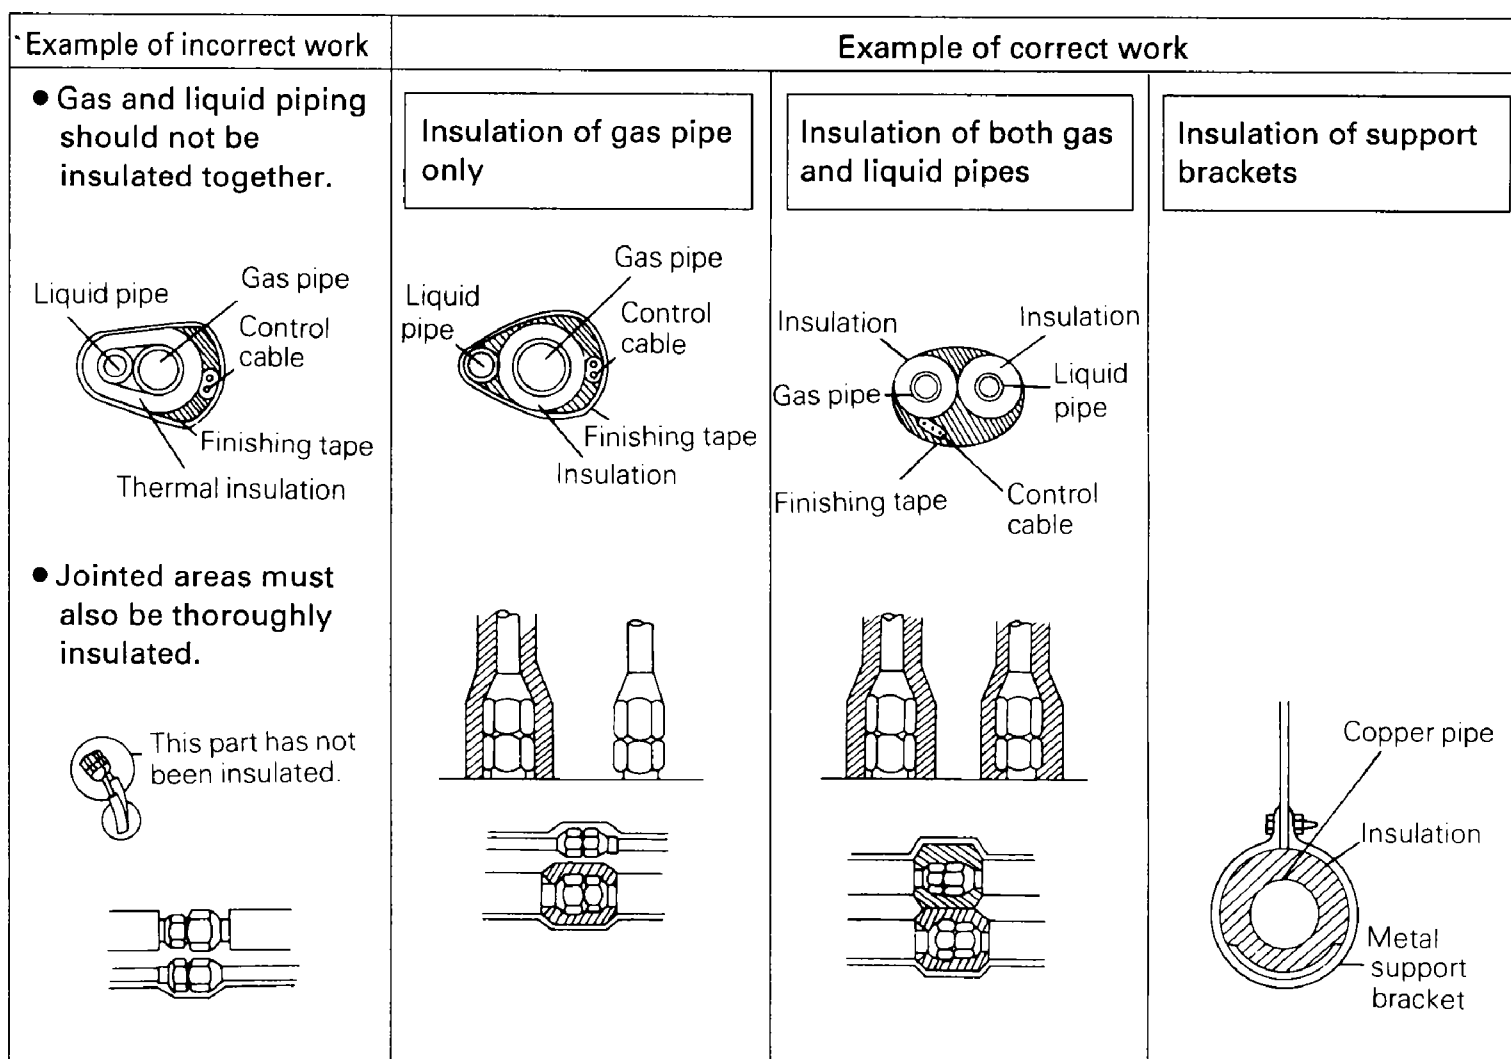 Example of incorrect work
Example of correct work
● Gas and liquid piping
should not be
insulated together.
Liquid pipe
Gas pipe
Control
cable
Finishing tape
Thermal insulation
● Jointed areas must
also be thoroughly
insulated.
This part has not
been insulated.
Insulation of gas pipe
only
Gas pipe
Liquid
pipe
Control
cable
Finishing tape
Insulation
Insulation of both gas
and liquid pipes
Insulation
Insulation
Gas pipe
Liquid
pipe
Finishing tape
Control
cable
Insulation of support
brackets
Copper pipe
Insulation
Metal
support
bracket